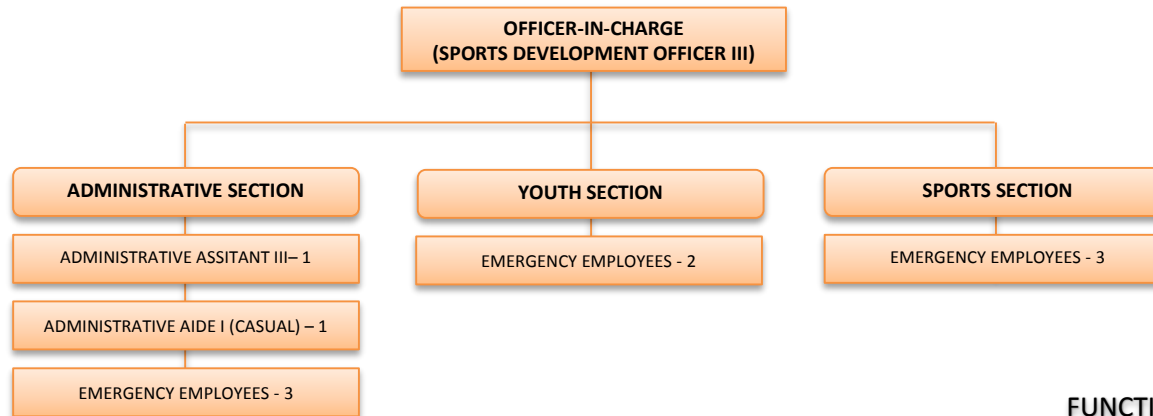 OFFICER-IN-CHARGE
(SPORTS DEVELOPMENT OFFICER III)
ADMINISTRATIVE SECTION
ADMINISTRATIVE ASSITANT III– 1
ADMINISTRATIVE AIDE I (CASUAL) – 1
EMERGENCY EMPLOYEES - 3
YOUTH SECTION
EMERGENCY EMPLOYEES - 2
SPORTS SECTION
EMERGENCY EMPLOYEES - 3